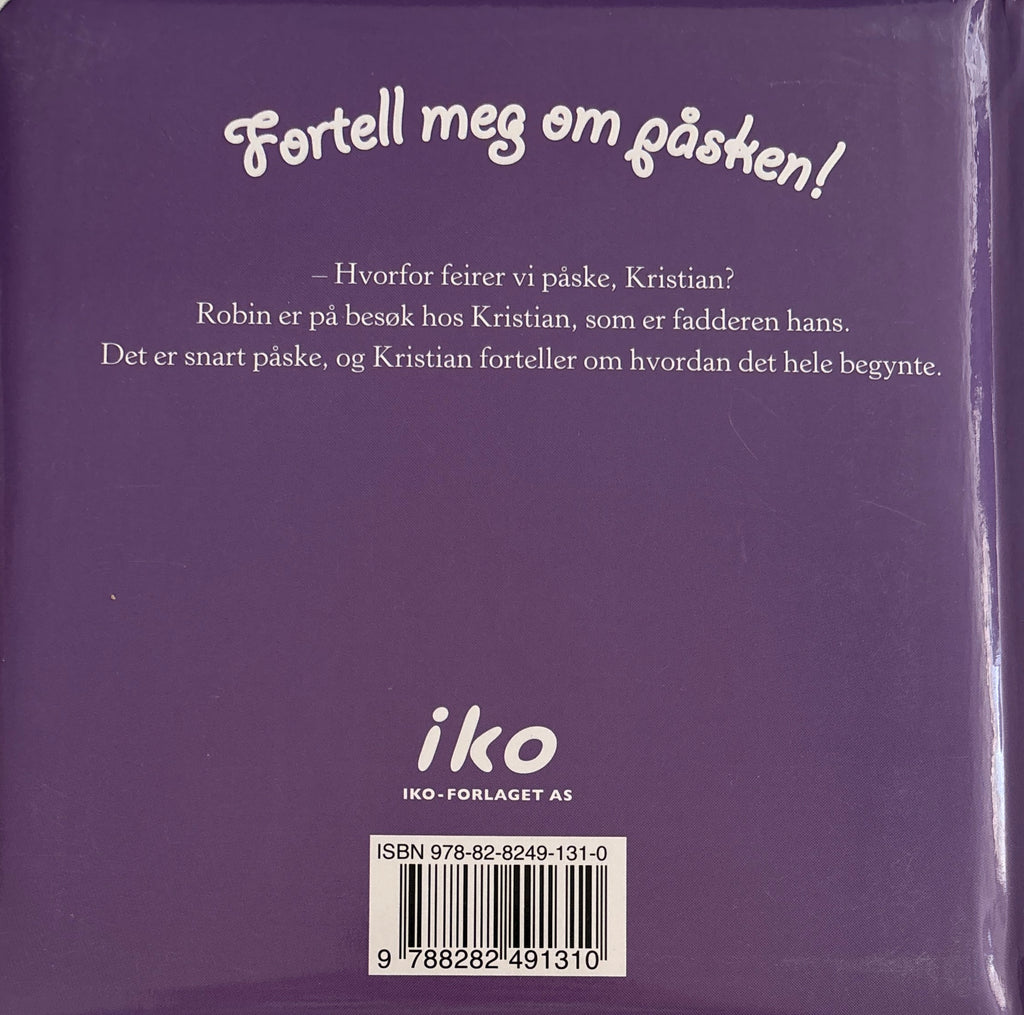 Fortell meg om påsken!
– Hvorfor feirer vi påske, Kristian?
Robin er på besøk hos Kristian, som er fadderen hans.
Det er snart påske, og Kristian forteller om hvordan det hele begynte.
iko
IKO-FORLAGET AS
ISBN 978-82-8249-131-0
9 788282 491310